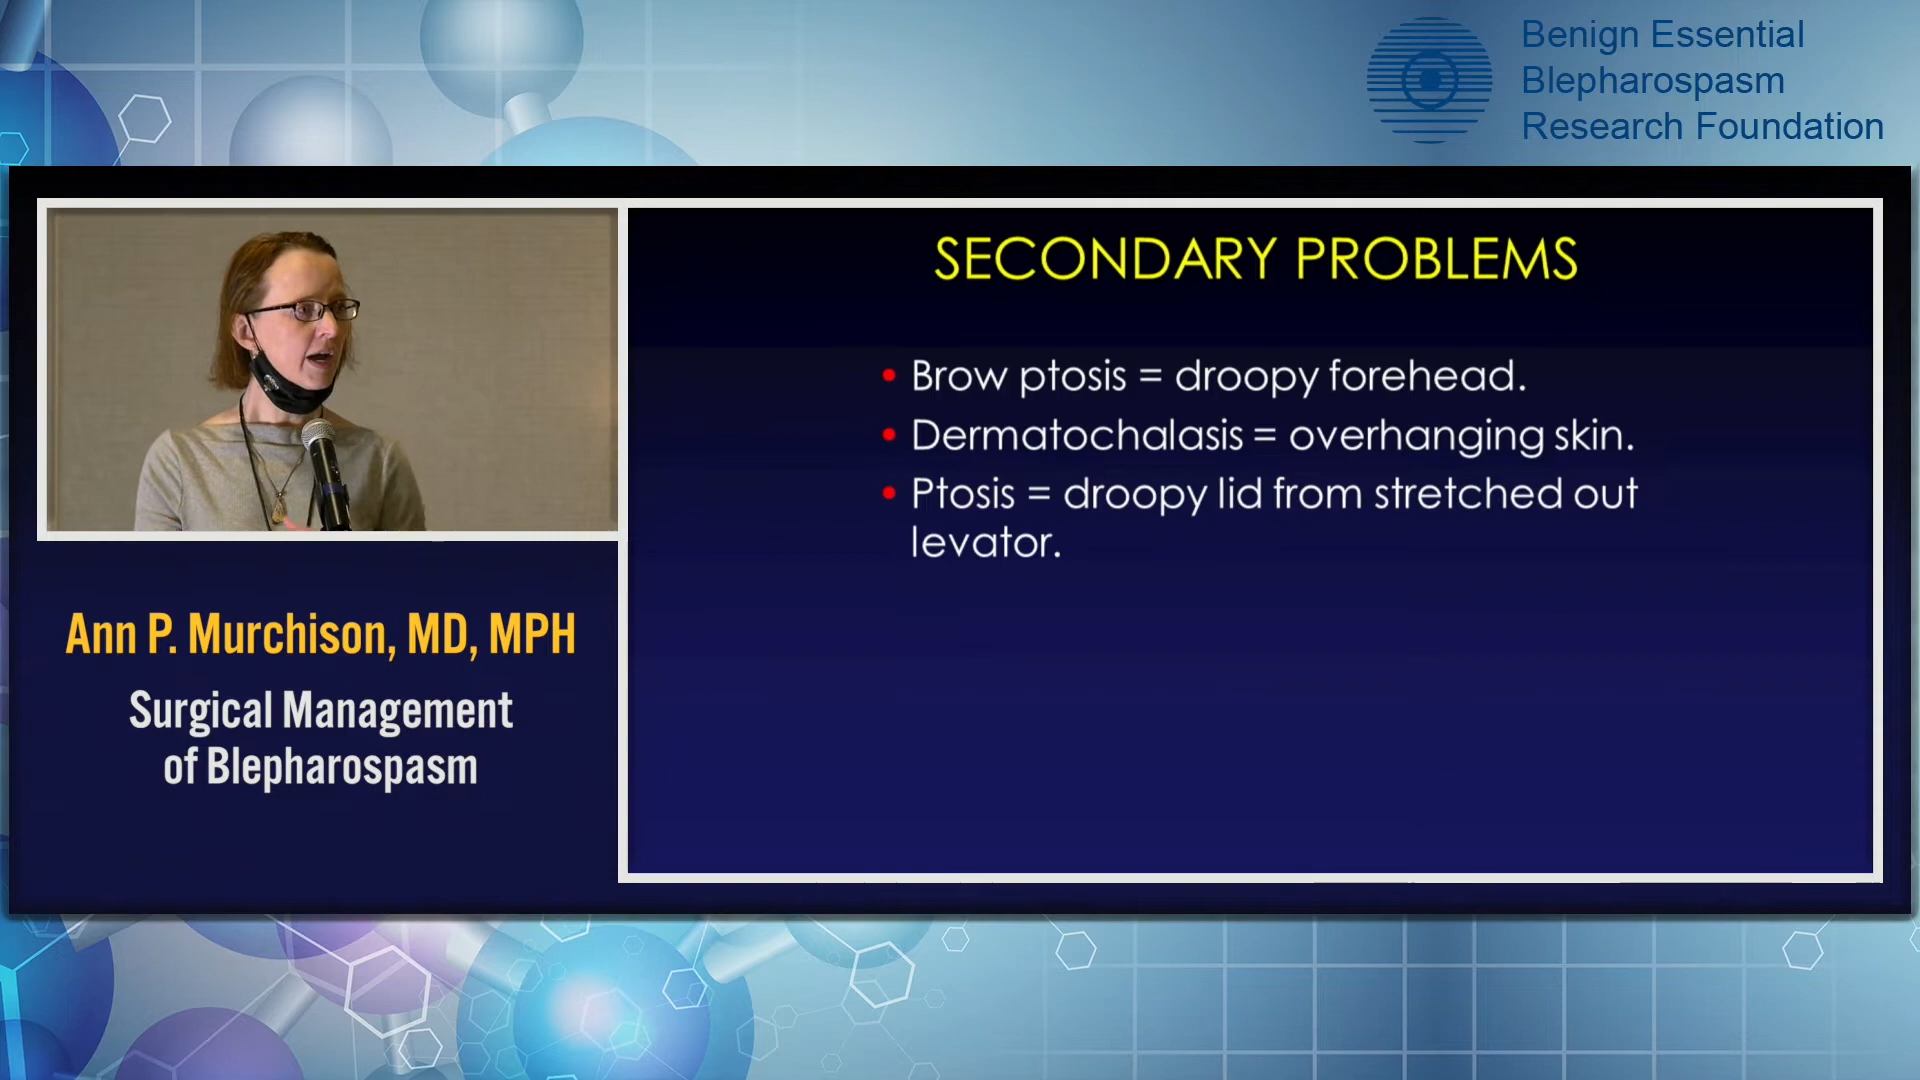 Benign Essential
Blepharospasm
Research Foundation
SECONDARY PROBLEMS
• Brow ptosis = droopy forehead.
• Dermatochalasis = overhanging skin.
• Ptosis = droopy lid from stretched out
levator.
Ann P. Murchison, MD, MPH
Surgical Management
of Blepharospasm